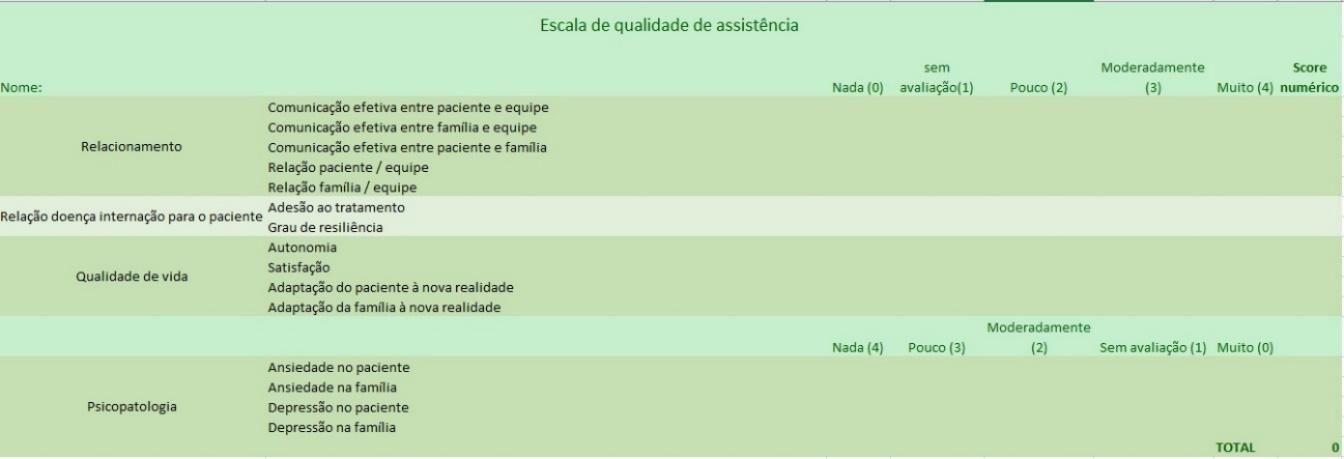 Escala de qualidade de assistência
Nome: Nada (0) sem avaliação(1) Pouco (2) Moderadamente (3) Muito (4) Score numérico
Relacionamento
Comunicação efetiva entre paciente e equipe
Comunicação efetiva entre família e equipe
Comunicação efetiva entre paciente e família
Relação paciente / equipe
Relação família / equipe
Relação doença internação para o paciente
Adesão ao tratamento
Grau de resiliência
Qualidade de vida
Autonomia
Satisfação
Adaptação do paciente à nova realidade
Adaptação da família à nova realidade
Nada (4) Pouco (3) Moderadamente (2) Sem avaliação (1) Muito (0)
Psicopatologia
Ansiedade no paciente
Ansiedade na família
Depressão no paciente
Depressão na família
TOTAL 0